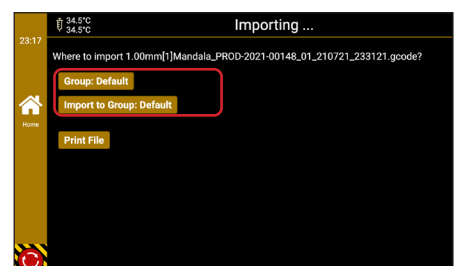 34.5°C
34.5°C
Importing ...
23:17
Where to import 1.00mm[1]Mandala_PROD-2021-00148_01_210721_233121.gcode?
Group: Default
Import to Group: Default
Home
Print File